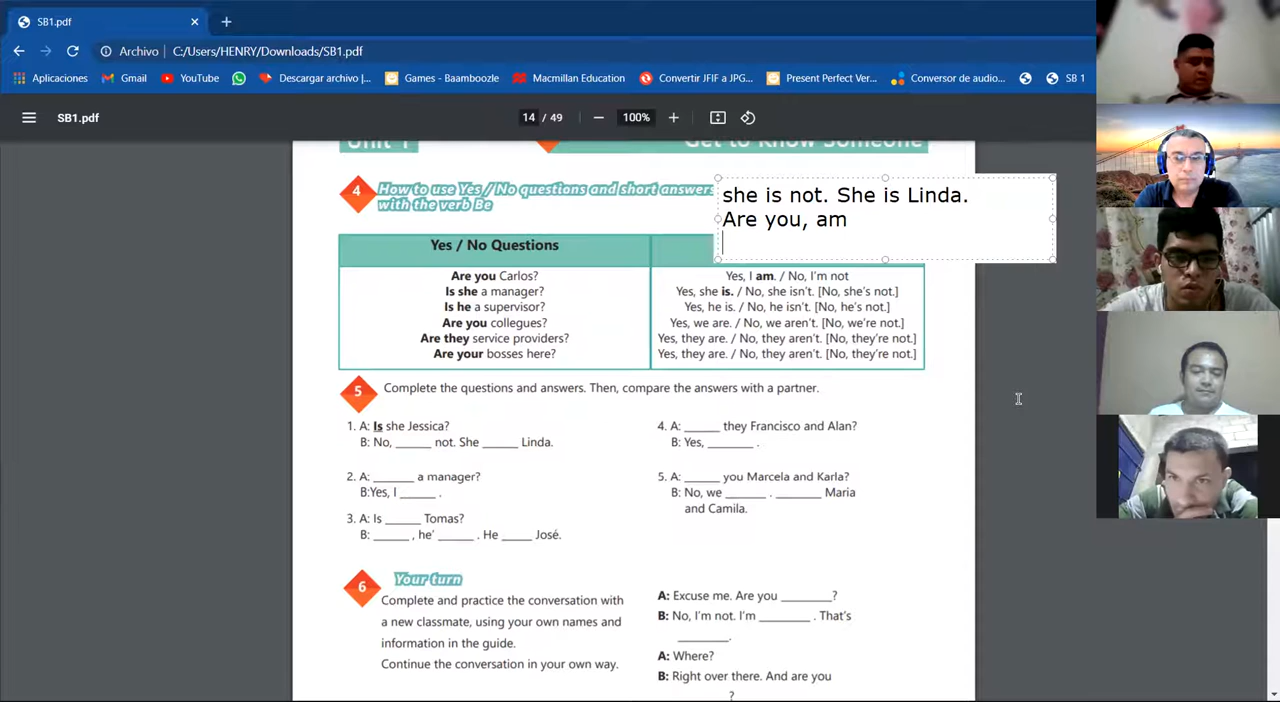 SB1.pdf
Archivo C:/Users/HENRY/Downloads/SB1.pdf
Aplicaciones Gmail YouTube Descargar archivo |... Games - Baamboozle Macmillan Education Convertir JFIF a JPG... Present Perfect Ver... Conversor de audio... SB 1
SB1.pdf 14 / 49 100%
Unit 1 Get to Know Someone
4 How to use Yes / No questions and short answers
with the verb Be
she is not. She is Linda.
Are you, am
Yes / No Questions
Are you Carlos? Yes, I am. / No, I'm not
Is she a manager? Yes, she is. / No, she isn't. [No, she's not.]
Is he a supervisor? Yes, he is. / No, he isn't. [No, he's not.]
Are you collegues? Yes, we are. / No, we aren't. [No, we're not.]
Are they service providers? Yes, they are. / No, they aren't. [No, they're not.]
Are your bosses here? Yes, they are. / No, they aren't. [No, they're not.]
5 Complete the questions and answers. Then, compare the answers with a partner.
1. A: Is she Jessica?
B: No, ______ not. She ______ Linda.
2. A: _______ a manager?
B:Yes, I ______ .
3. A: Is ______ Tomas?
B: ______ , he' ______ . He _____ José.
4. A: ______ they Francisco and Alan?
B: Yes, ________ .
5. A: _____ you Marcela and Karla?
B: No, we _______ . ________ Maria
and Camila.
6 Your turn
Complete and practice the conversation with
a new classmate, using your own names and
information in the guide.
Continue the conversation in your own way.
A: Excuse me. Are you _________?
B: No, I'm not. I'm _________ . That's
_________.
A: Where?
B: Right over there. And are you
_________?